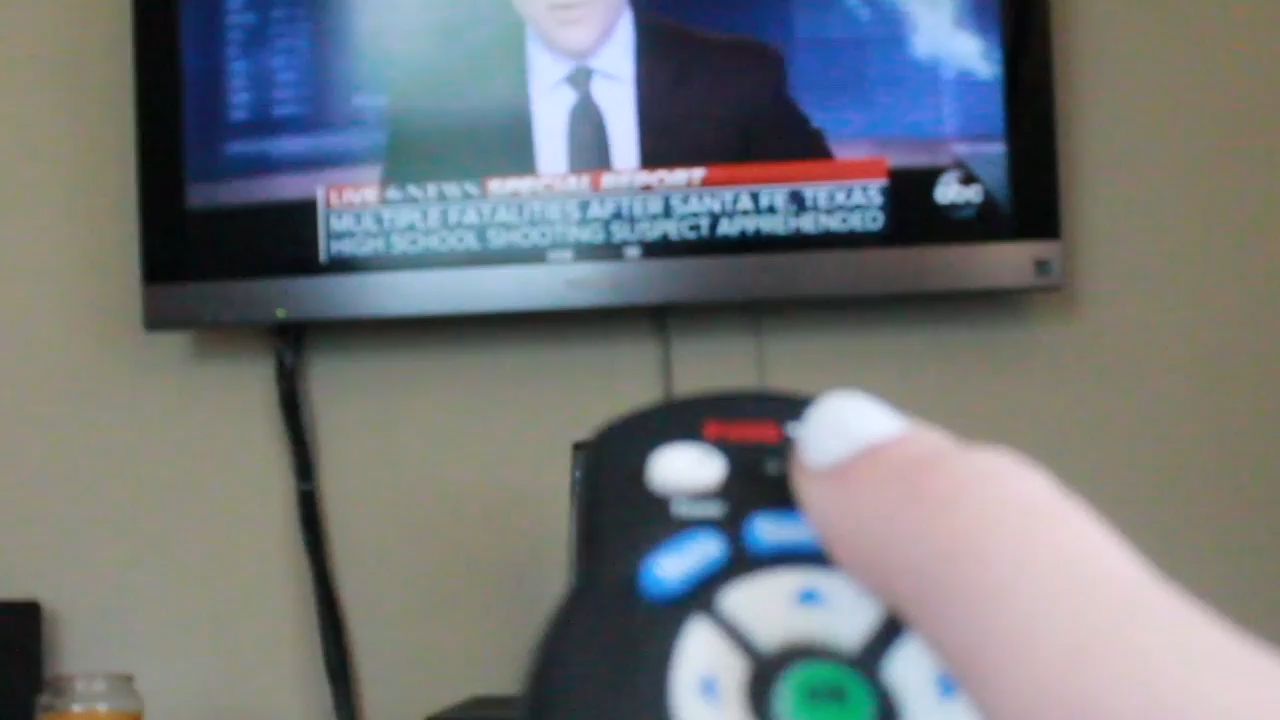 LIVE abc NEWS SPECIAL REPORT
MULTIPLE FATALITIES AFTER SANTA FE, TEXAS
HIGH SCHOOL SHOOTING SUSPECT APPREHENDED
abc